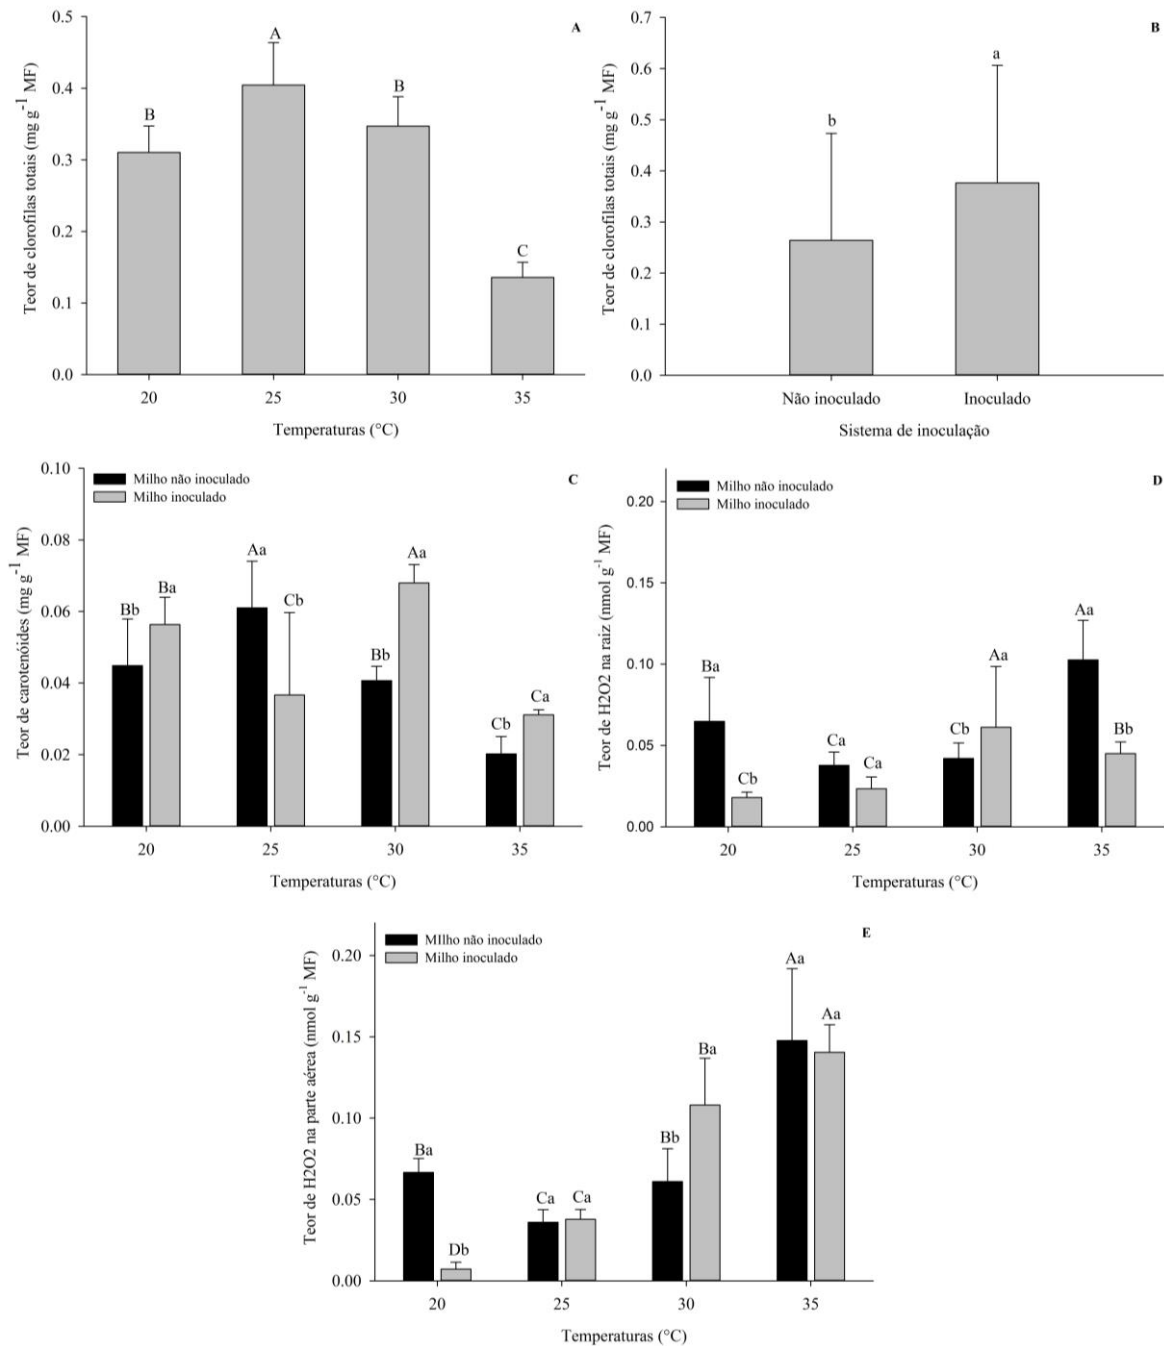 A
Teor de clorofilas totais (mg g-1 MF)
0.5
0.4
0.3
0.2
0.1
0.0
B
A
B
C
20
25
30
35
Temperaturas (°C)
B
Teor de clorofilas totais (mg g-1 MF)
0.7
0.6
0.5
0.4
0.3
0.2
0.1
0.0
b
a
Não inoculado
Inoculado
Sistema de inoculação
C
Milho não inoculado
Milho inoculado
Teor de carotenóides (mg g-1 MF)
0.10
0.08
0.06
0.04
0.02
0.00
Bb
Ba
Aa
Cb
Bb
Aa
Cb
Ca
20
25
30
35
Temperaturas (°C)
D
Milho não inoculado
Milho inoculado
Teor de H2O2 na raiz (nmol g-1 MF)
0.20
0.15
0.10
0.05
0.00
Ba
Cb
Ca
Ca
Cb
Aa
Aa
Bb
20
25
30
35
Temperaturas (°C)
E
MIlho não inoculado
Milho inoculado
Teor de H2O2 na parte aérea (nmol g-1 MF)
0.20
0.15
0.10
0.05
0.00
Ba
Db
Ca
Ca
Bb
Ba
Aa
Aa
20
25
30
35
Temperaturas (°C)